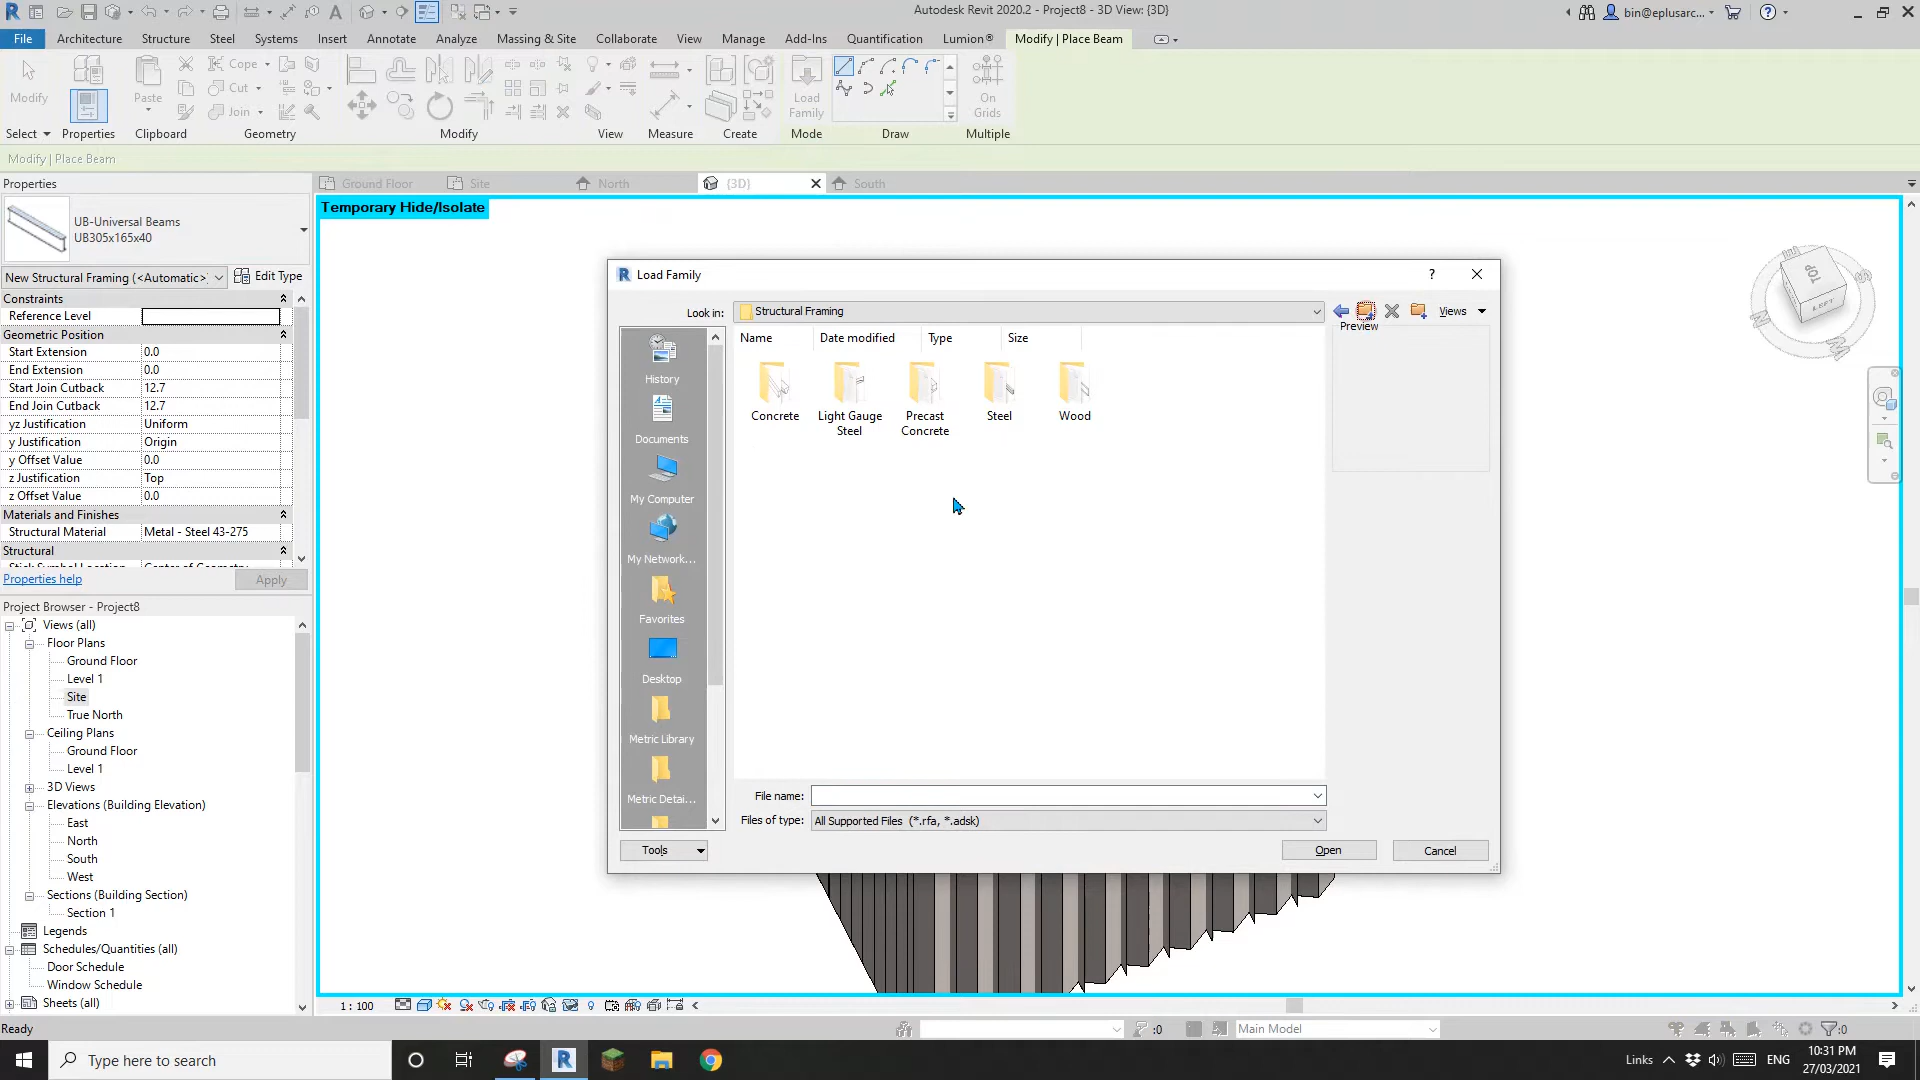 Autodesk Revit 2020.2 - Project8 - 3D View: {3D}
bin@eplusarc...
File Architecture Structure Steel Systems Insert Annotate Analyze Massing & Site Collaborate View Manage Add-Ins Quantification Lumion® Modify | Place Beam
Modify
Paste
Cope
Cut
Join
Load
Family
On
Grids
Select Properties Clipboard Geometry Modify View Measure Create Mode Draw Multiple
Modify | Place Beam
Properties
UB-Universal Beams
UB305x165x40
New Structural Framing (<Automatic>) Edit Type
Constraints
Reference Level
Geometric Position
Start Extension 0.0
End Extension 0.0
Start Join Cutback 12.7
End Join Cutback 12.7
yz Justification Uniform
y Justification Origin
y Offset Value 0.0
z Justification Top
z Offset Value 0.0
Materials and Finishes
Structural Material Metal - Steel 43-275
Structural
Properties help Apply
Project Browser - Project8
Views (all)
Floor Plans
Ground Floor
Level 1
Site
True North
Ceiling Plans
Ground Floor
Level 1
3D Views
Elevations (Building Elevation)
East
North
South
West
Sections (Building Section)
Section 1
Legends
Schedules/Quantities (all)
Door Schedule
Window Schedule
Sheets (all)
Ground Floor Site North {3D} South
Temporary Hide/Isolate
TOP
LEFT
Load Family
Look in: Structural Framing Views
Name Date modified Type Size
Preview
History
Documents
My Computer
My Network...
Favorites
Desktop
Metric Library
Metric Detai...
Concrete
Light Gauge
Steel
Precast
Concrete
Steel
Wood
File name:
Files of type: All Supported Files (*.rfa, *.adsk)
Tools Open Cancel
1 : 100
Ready
:0
Main Model
:0
Type here to search
Links
ENG
10:31 PM
27/03/2021